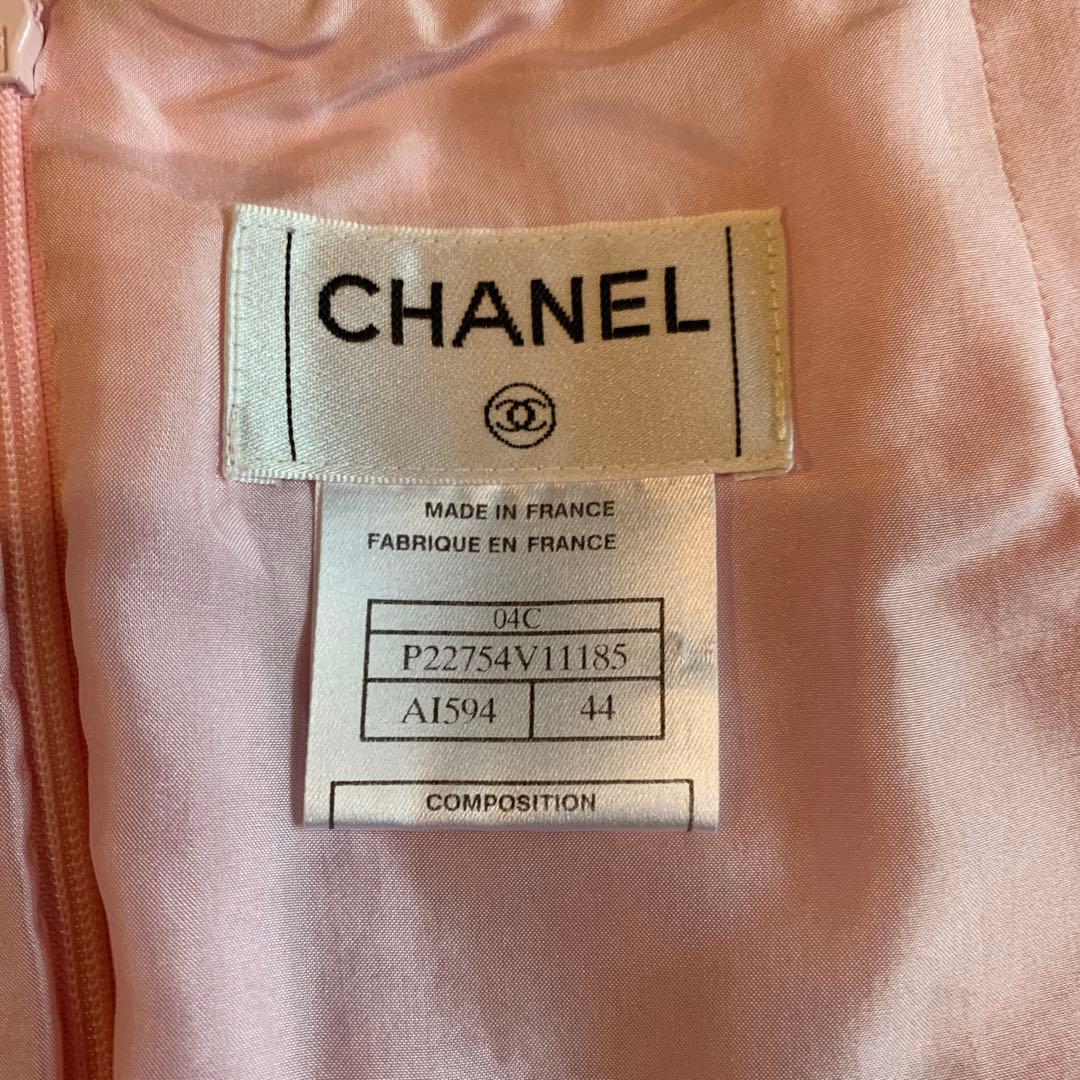 CHANEL
MADE IN FRANCE
FABRIQUE EN FRANCE
04C
P22754V11185
AI594 44
COMPOSITION